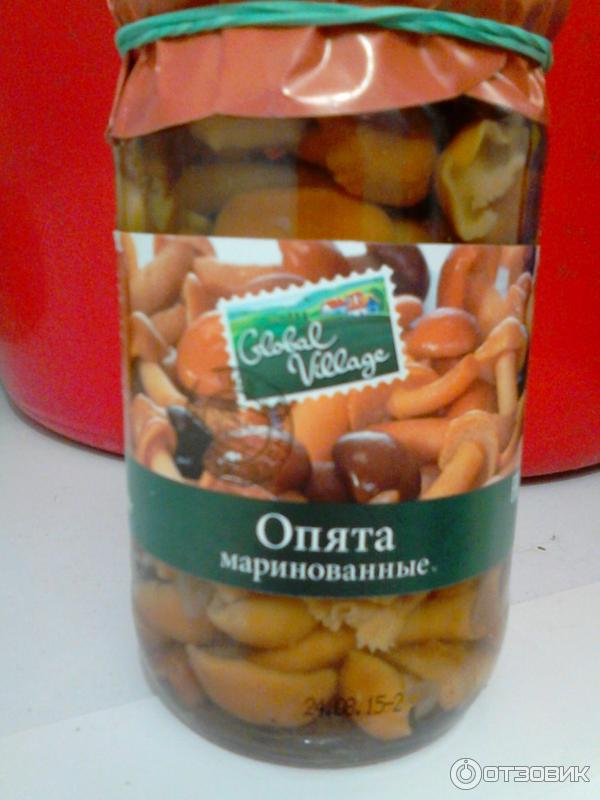 Global
Village
Опята
маринованные
24.08.15-2
ОТЗОВИК